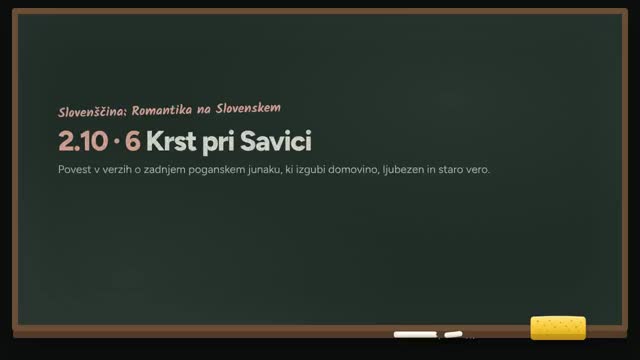 Slovenščina: Romantika na Slovenskem
2.10 · 6 Krst pri Savici
Povest v verzih o zadnjem poganskem junaku, ki izgubi domovino, ljubezen in staro vero.